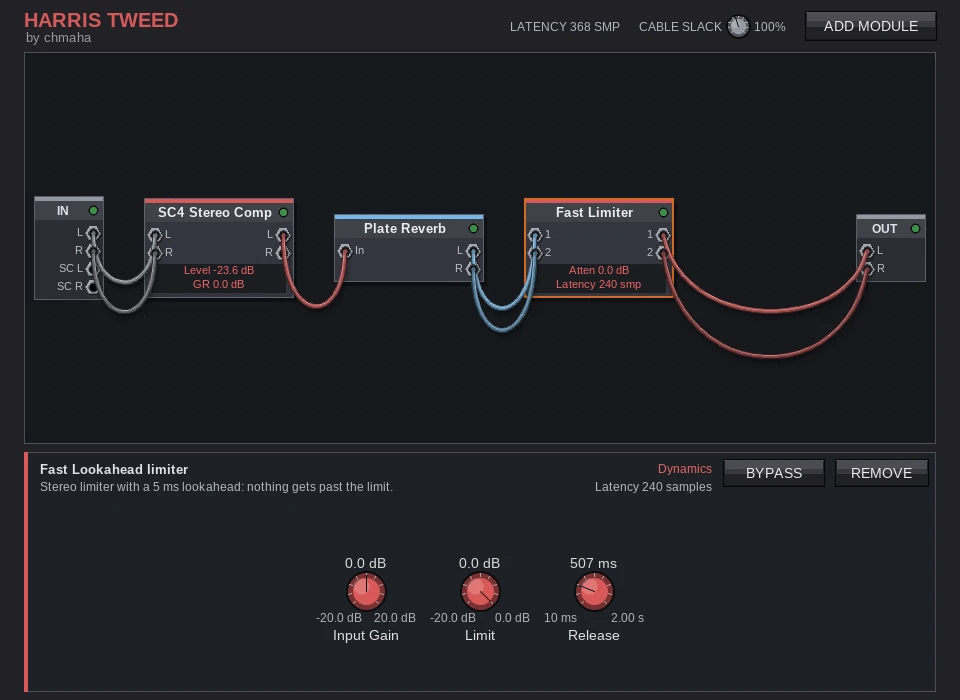 HARRIS TWEED
by chmaha
LATENCY 368 SMP
CABLE SLACK
100%
ADD MODULE
IN
L
R
SC L
SC R
SC4 Stereo Comp
L
R
L
R
Level -23.6 dB
GR 0.0 dB
Plate Reverb
In
L
R
Fast Limiter
1
2
1
2
Atten 0.0 dB
Latency 240 smp
OUT
L
R
Fast Lookahead limiter
Stereo limiter with a 5 ms lookahead: nothing gets past the limit.
Dynamics
Latency 240 samples
BYPASS
REMOVE
0.0 dB
-20.0 dB 20.0 dB
Input Gain
0.0 dB
-20.0 dB 0.0 dB
Limit
507 ms
10 ms 2.00 s
Release